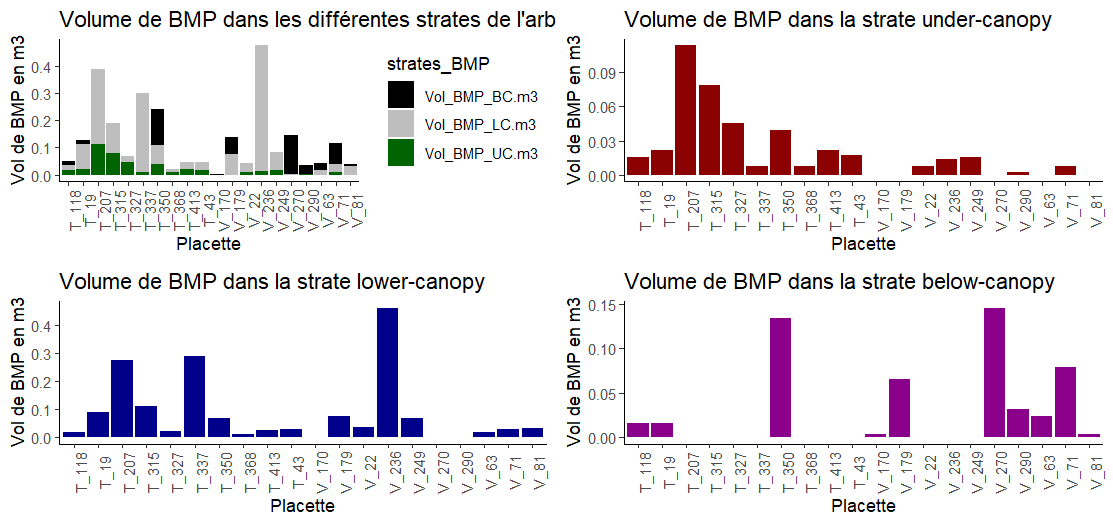 Volume de BMP dans les différentes strates de l'arb
Vol de BMP en m3
0.4
0.3
0.2
0.1
0.0
T_118
T_19
T_207
T_315
T_327
T_337
T_350
T_368
T_413
T_43
V_170
V_179
V_22
V_236
V_249
V_270
V_290
V_63
V_71
V_81
Placette
strates_BMP
Vol_BMP_BC.m3
Vol_BMP_LC.m3
Vol_BMP_UC.m3
Volume de BMP dans la strate under-canopy
Vol de BMP en m3
0.09
0.06
0.03
0.00
T_118
T_19
T_207
T_315
T_327
T_337
T_350
T_368
T_413
T_43
V_170
V_179
V_22
V_236
V_249
V_270
V_290
V_63
V_71
V_81
Placette
Volume de BMP dans la strate lower-canopy
Vol de BMP en m3
0.4
0.3
0.2
0.1
0.0
T_118
T_19
T_207
T_315
T_327
T_337
T_350
T_368
T_413
T_43
V_170
V_179
V_22
V_236
V_249
V_270
V_290
V_63
V_71
V_81
Placette
Volume de BMP dans la strate below-canopy
Vol de BMP en m3
0.15
0.10
0.05
0.00
T_118
T_19
T_207
T_315
T_327
T_337
T_350
T_368
T_413
T_43
V_170
V_179
V_22
V_236
V_249
V_270
V_290
V_63
V_71
V_81
Placette